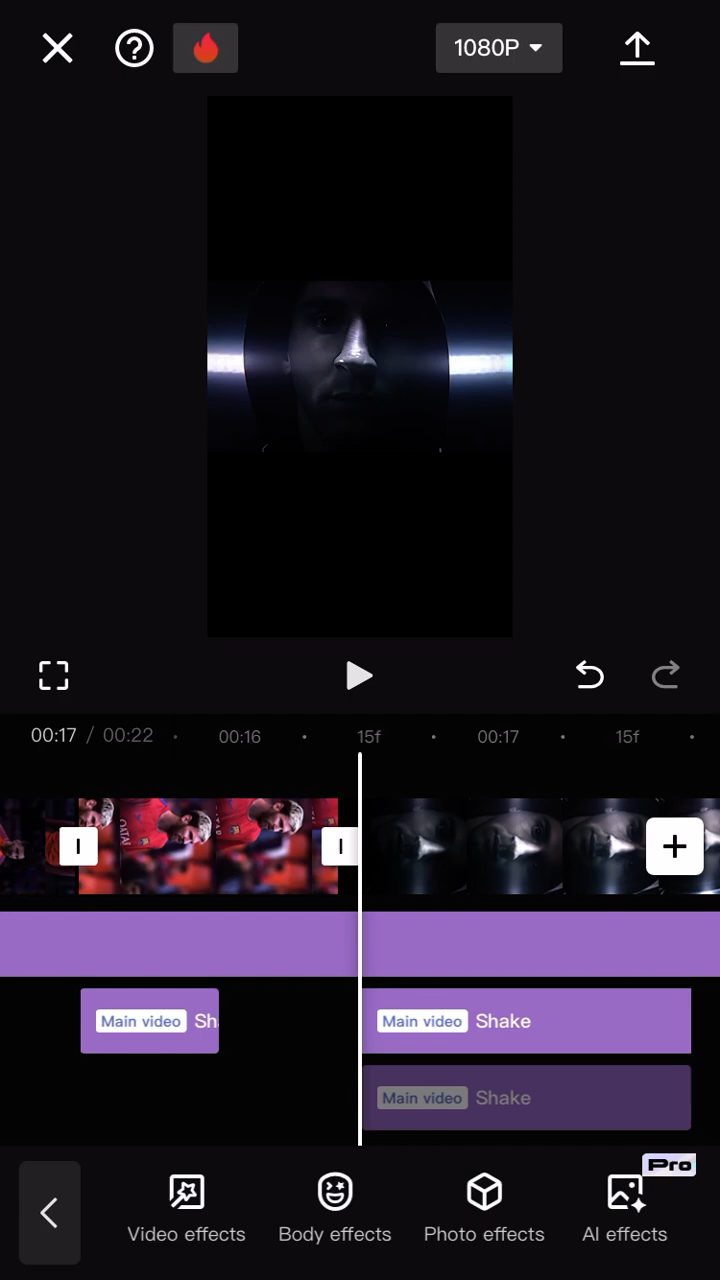 1080P
00:17 / 00:22
00:16
15f
00:17
15f
Main video Sh
Main video Shake
Main video Shake
Pro
Video effects
Body effects
Photo effects
AI effects